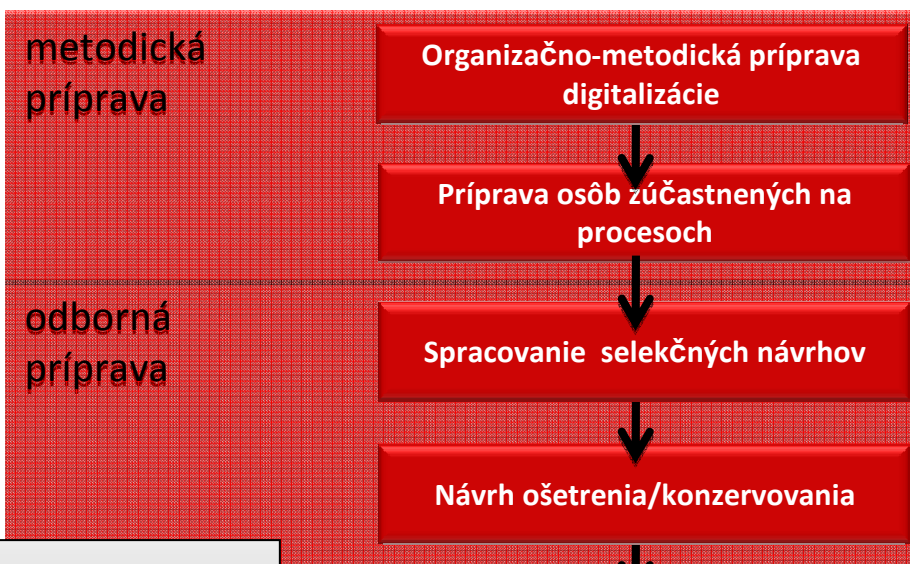 metodická
príprava
Organizačno-metodická príprava
digitalizácie
Príprava osôb zúčastnených na
procesoch
odborná
príprava
Spracovanie selekčných návrhov
Návrh ošetrenia/konzervovania